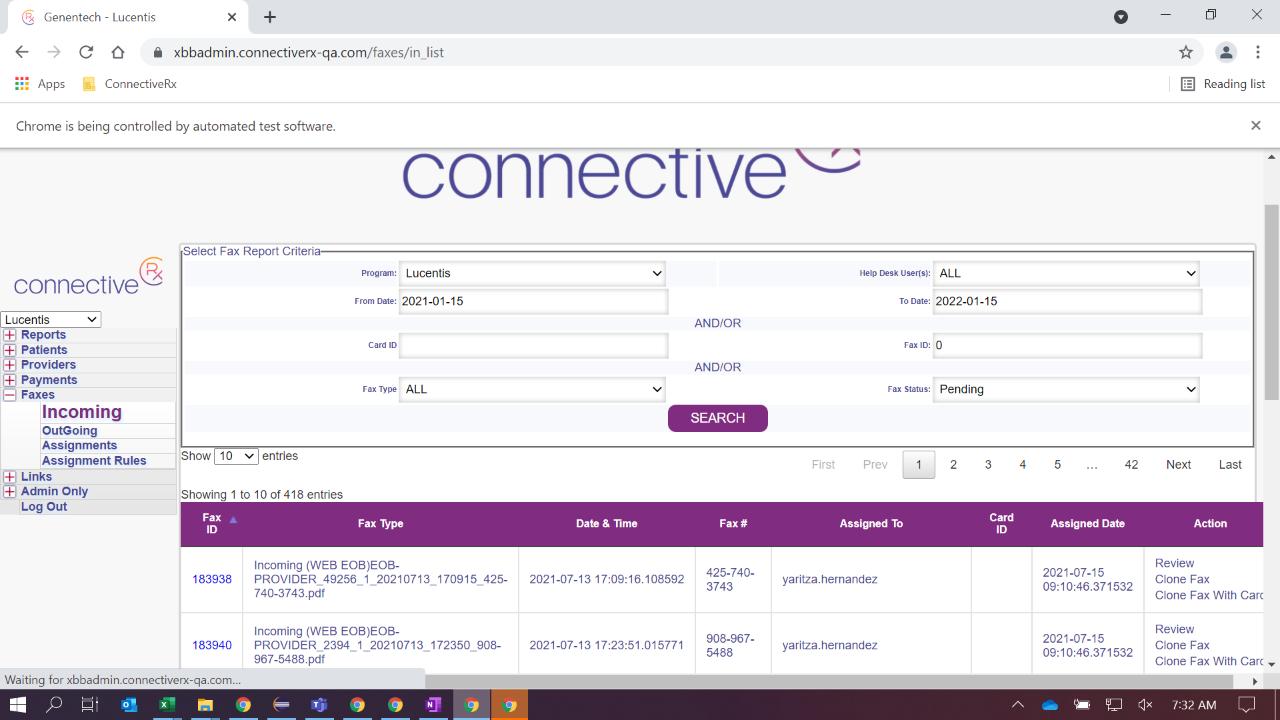 Genentech - Lucentis
xbbadmin.connectiverx-qa.com/faxes/in_list
Apps
ConnectiveRx
Reading list
Chrome is being controlled by automated test software.
connective
Select Fax Report Criteria
connective Rx
Program: Lucentis
Help Desk User(s): ALL
From Date: 2021-01-15
To Date: 2022-01-15
AND/OR
Card ID
Fax ID: 0
AND/OR
Fax Type ALL
Fax Status: Pending
SEARCH
Lucentis
Reports
Patients
Providers
Payments
Faxes
Incoming
OutGoing
Assignments
Assignment Rules
Links
Admin Only
Log Out
Show 10 entries
First Prev 1 2 3 4 5 ... 42 Next Last
Showing 1 to 10 of 418 entries
Fax ID
Fax Type
Date & Time
Fax #
Assigned To
Card ID
Assigned Date
Action
183938
Incoming (WEB EOB)EOB-
PROVIDER_49256_1_20210713_170915_425-
740-3743.pdf
2021-07-13 17:09:16.108592
425-740-
3743
yaritza.hernandez
2021-07-15
09:10:46.371532
Review
Clone Fax
Clone Fax With Card
183940
Incoming (WEB EOB)EOB-
PROVIDER_2394_1_20210713_172350_908-
967-5488.pdf
2021-07-13 17:23:51.015771
908-967-
5488
yaritza.hernandez
2021-07-15
09:10:46.371532
Review
Clone Fax
Clone Fax With Card
Waiting for xbbadmin.connectiverx-qa.com...
7:32 AM